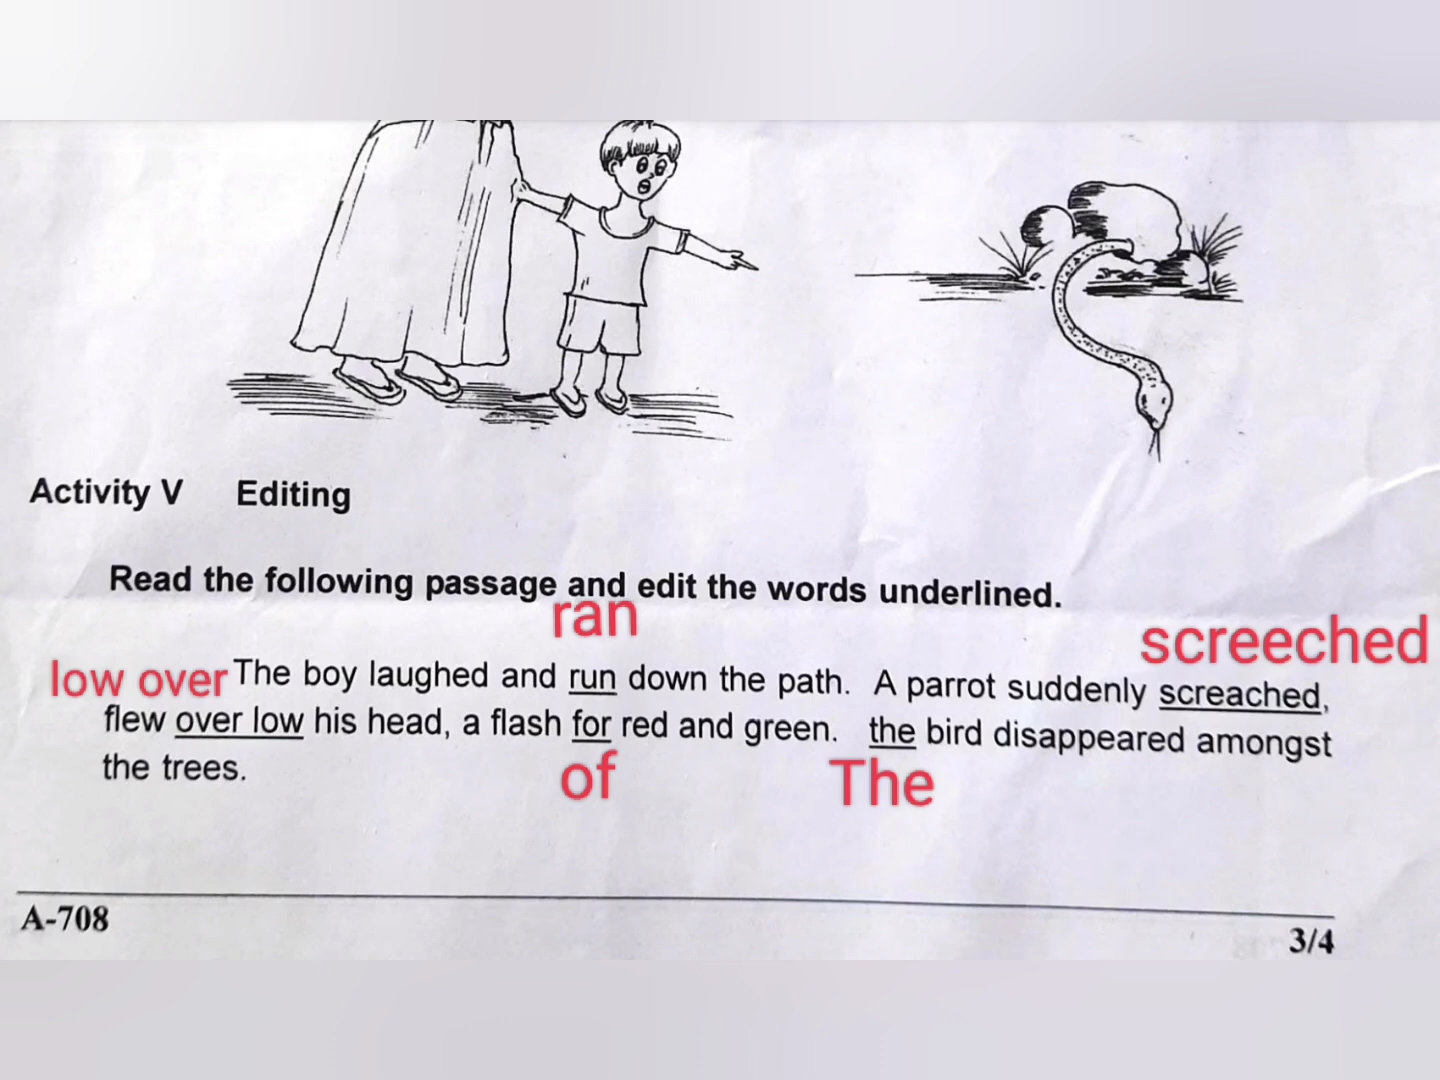 Activity V Editing
Read the following passage and edit the words underlined.
ran
screeched
low over The boy laughed and run down the path. A parrot suddenly screached,
flew over low his head, a flash for red and green. the bird disappeared amongst
of The
the trees.
A-708
3/4